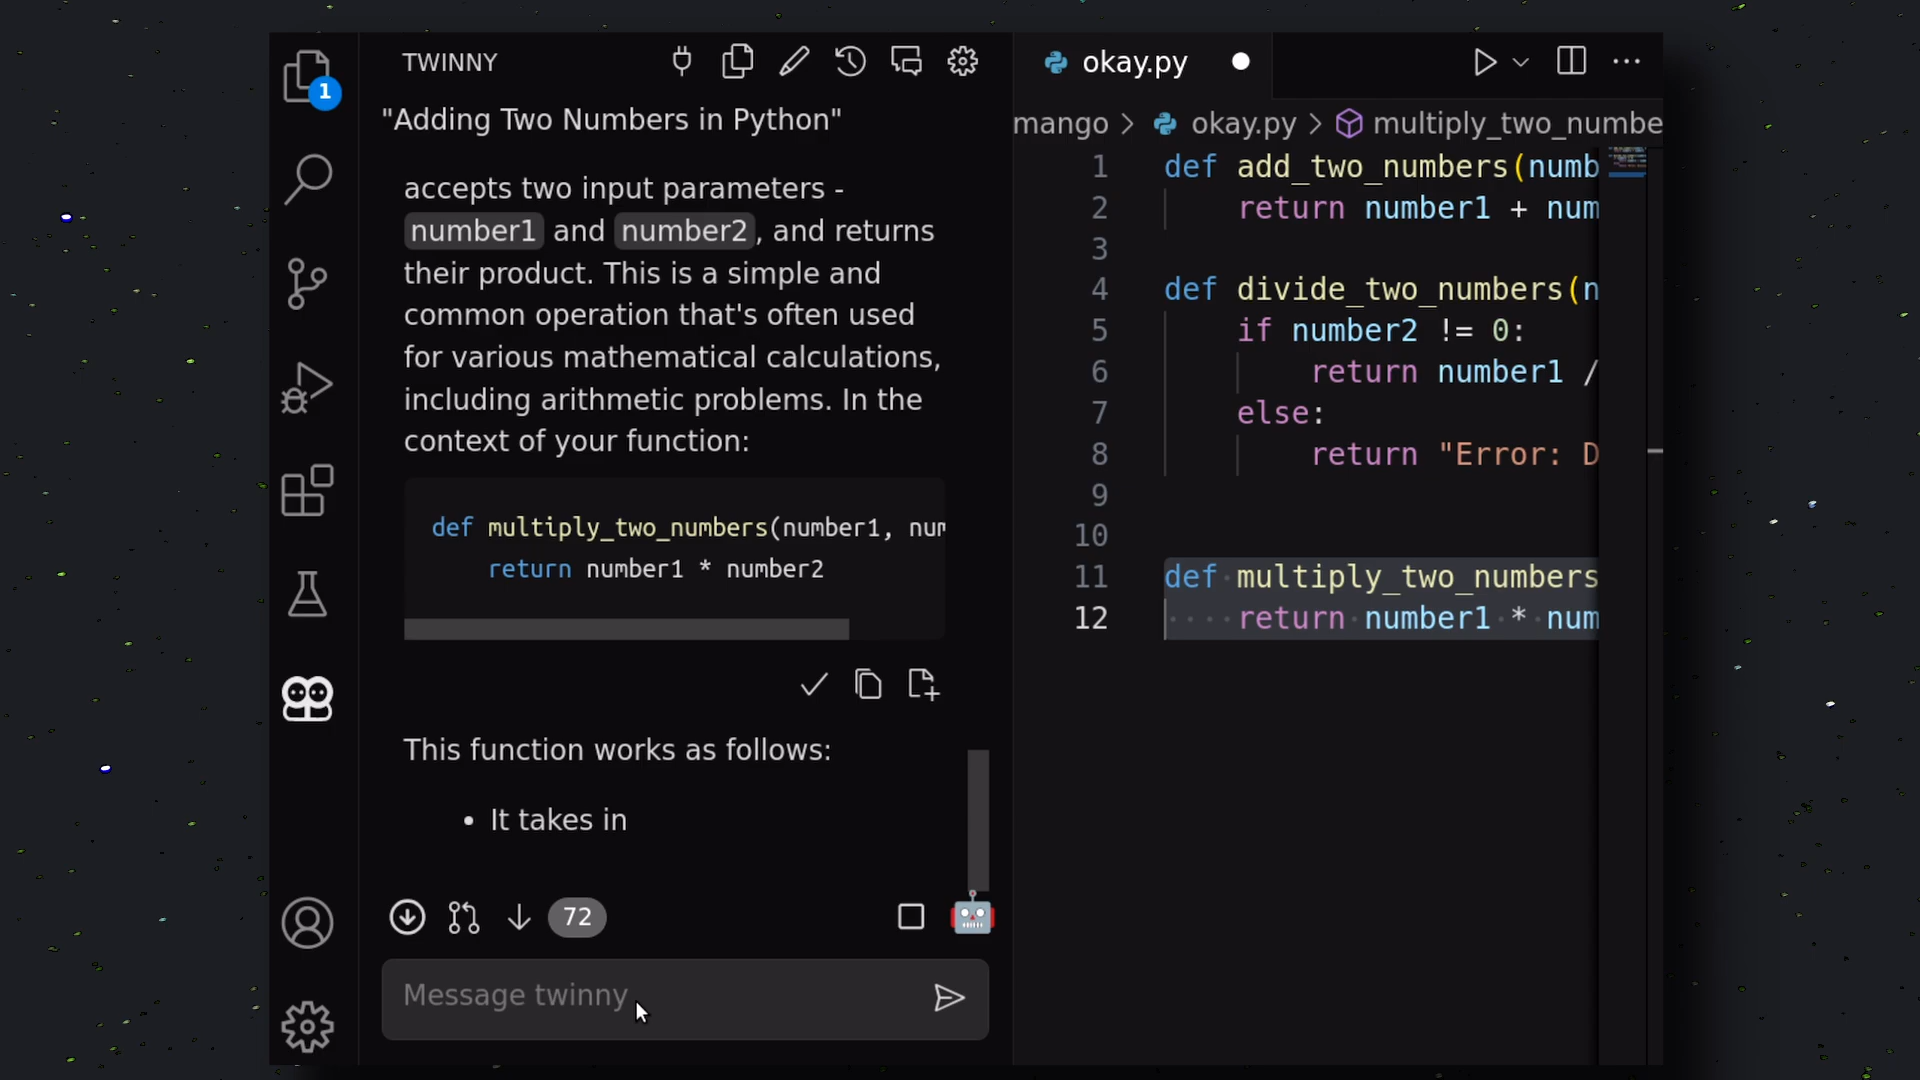 1
TWINNY
"Adding Two Numbers in Python"
accepts two input parameters -
number1 and number2, and returns
their product. This is a simple and
common operation that's often used
for various mathematical calculations,
including arithmetic problems. In the
context of your function:
def multiply_two_numbers(number1, num
return number1 * number2
This function works as follows:
• It takes in
72
Message twinny
okay.py
mango > okay.py > multiply_two_numbe
1 def add_two_numbers(numb
2 return number1 + num
3
4 def divide_two_numbers(n
5 if number2 != 0:
6 return number1 /
7 else:
8 return "Error: D
9
10
11 def multiply_two_numbers
12 return number1 * num